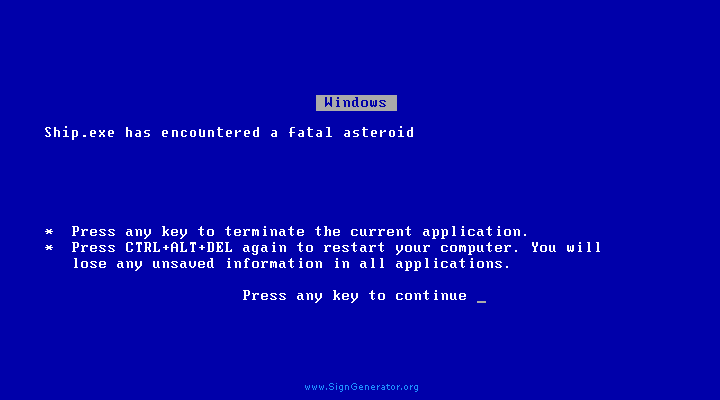 Windows
Ship.exe has encountered a fatal asteroid
* Press any key to terminate the current application.
* Press CTRL+ALT+DEL again to restart your computer. You will
lose any unsaved information in all applications.
Press any key to continue _
www.SignGenerator.org